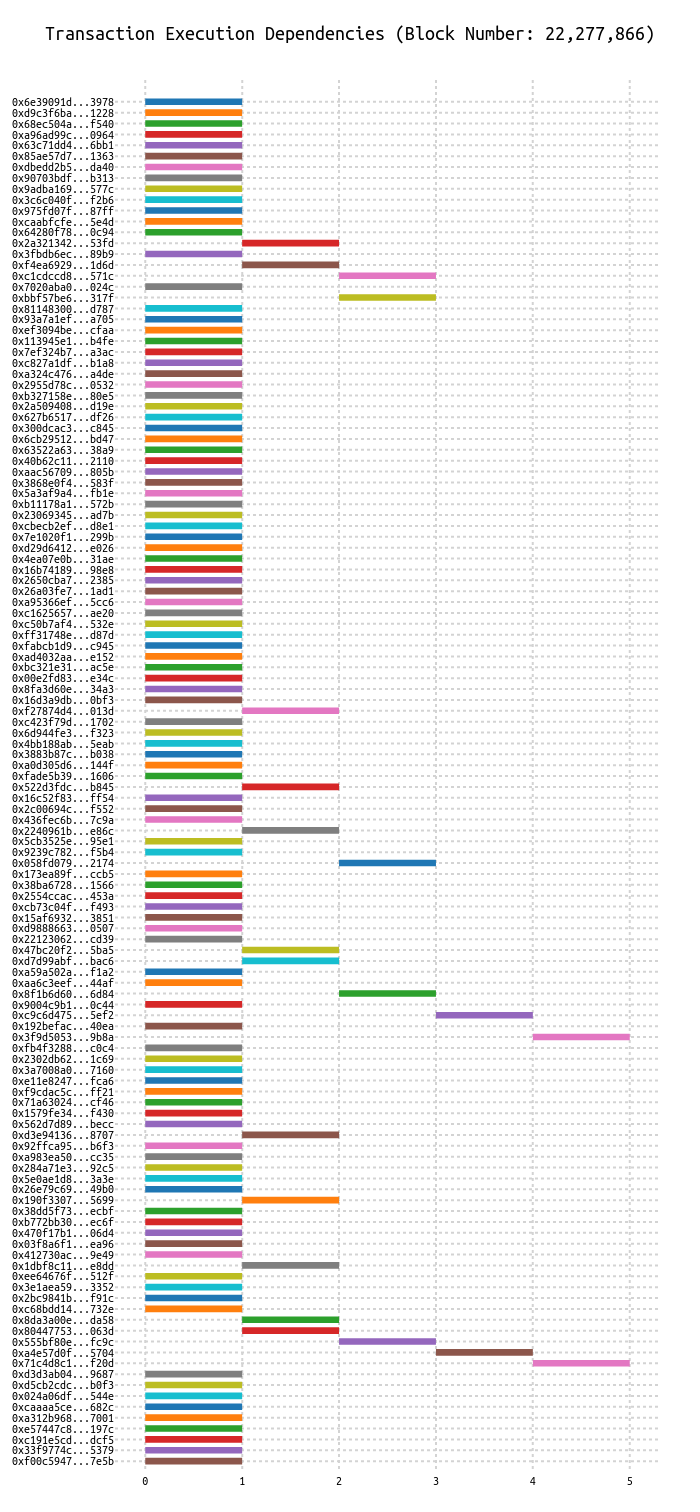 Transaction Execution Dependencies (Block Number: 22,277,866)
0x6e39091d...3978
0xd9c3f6ba...1228
0x68ec504a...f540
0xa96ad99c...0964
0x63c71dd4...6bb1
0x85ae57d7...1363
0xdbedd2b5...da40
0x90703bdf...b313
0x9adba169...577c
0x3c6c040f...f2b6
0x975fd07f...87ff
0xcaabfcfe...5e4d
0x64280f78...0c94
0x2a321342...53fd
0x3fbdb6ec...89b9
0xf4ea6929...1d6d
0xc1cdccd8...571c
0x7020aba0...024c
0xbbf57be6...317f
0x81148300...d787
0x93a7a1ef...a705
0xef3094be...cfaa
0x113945e1...b4fe
0x7ef324b7...a3ac
0xc827a1df...b1a8
0xa324c476...a4de
0x2955d78c...0532
0xb327158e...80e5
0x2a509408...d19e
0x627b6517...df26
0x300dcac3...c845
0x6cb29512...bd47
0x63522a63...38a9
0x40b62c11...2110
0xaac56709...805b
0x3868e0f4...583f
0x5a3af9a4...fb1e
0xb11178a1...572b
0x23069345...ad7b
0xcbecb2ef...d8e1
0x7e1020f1...299b
0xd29d6412...e026
0x4ea07e0b...31ae
0x16b74189...98e8
0x2650cba7...2385
0x26a03fe7...1ad1
0xa95366ef...5cc6
0xc1625657...ae20
0xc50b7af4...532e
0xff31748e...d87d
0xfabcb1d9...c945
0xad4032aa...e152
0xbc321e31...ac5e
0x00e2fd83...e34c
0x8fa3d60e...34a3
0x16d3a9db...0bf3
0xf27874d4...013d
0xc423f79d...1702
0x6d944fe3...f323
0x4bb188ab...5eab
0x3883b87c...b038
0xa0d305d6...144f
0xfade5b39...1606
0x522d3fdc...b845
0x16c52f83...ff54
0x2c00694c...f552
0x436fec6b...7c9a
0x2240961b...e86c
0x5cb3525e...95e1
0x9239c782...f5b4
0x058fd079...2174
0x173ea89f...ccb5
0x38ba6728...1566
0x2554ccac...453a
0xcb73c04f...f493
0x15af6932...3851
0xd9888663...0507
0x22123062...cd39
0x47bc20f2...5ba5
0xd7d99abf...bac6
0xa59a502a...f1a2
0xaa6c3eef...44af
0x8f1b6d60...6d84
0x9004c9b1...0c44
0xc9c6d475...5ef2
0x192befac...40ea
0x3f9d5053...9b8a
0xfb4f3288...c0c4
0x2302db62...1c69
0x3a7008a0...7160
0xe11e8247...fca6
0xf9cdac5c...ff21
0x71a63024...cf46
0x1579fe34...f430
0x562d7d89...becc
0xd3e94136...8707
0x92ffca95...b6f3
0xa983ea50...cc35
0x284a71e3...92c5
0x5e0ae1d8...3a3e
0x26e79c69...49b0
0x190f3307...5699
0x38dd5f73...ecbf
0xb772bb30...ec6f
0x470f17b1...06d4
0x03f8a6f1...ea96
0x412730ac...9e49
0x1dbf8c11...e8dd
0xee64676f...512f
0x3e1aea59...3352
0x2bc9841b...f91c
0xc68bdd14...732e
0x8da3a00e...da58
0x80447753...063d
0x555bf80e...fc9c
0xa4e57d0f...5704
0x71c4d8c1...f20d
0xd3d3ab04...9687
0xd5cb2cdc...b0f3
0x024a06df...544e
0xcaaaa5ce...682c
0xa312b968...7001
0xe57447c8...197c
0xc191e5cd...dcf5
0x33f9774c...5379
0xf00c5947...7e5b
0 1 2 3 4 5